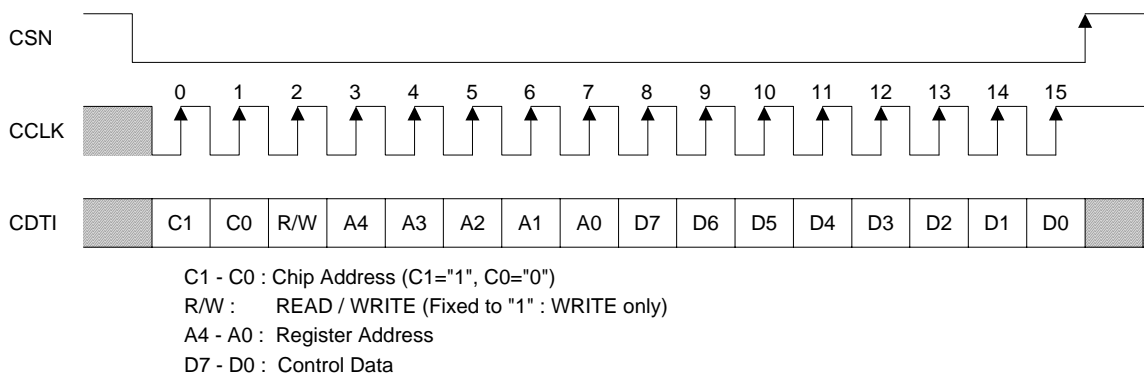 CSN
0 1 2 3 4 5 6 7 8 9 10 11 12 13 14 15
CCLK
CDTI C1 C0 R/W A4 A3 A2 A1 A0 D7 D6 D5 D4 D3 D2 D1 D0
C1 - C0 : Chip Address (C1="1", C0="0")
R/W : READ / WRITE (Fixed to "1" : WRITE only)
A4 - A0 : Register Address
D7 - D0 : Control Data